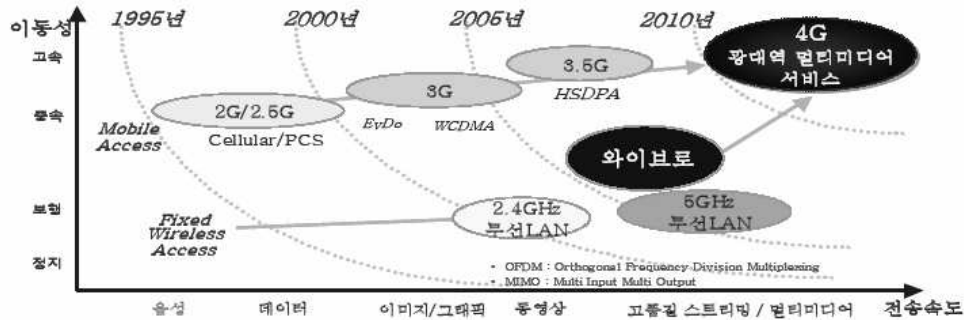 이동성
1995년
2000년
2005년
2010년
고속
중속
보행
정지
4G
광대역 멀티미디어
서비스
3.5G
HSDPA
3G
EvDo
WCDMA
2G/2.5G
Cellular/PCS
Mobile
Access
와이브로
5GHz
무선LAN
2.4GHz
무선LAN
Fixed
Wireless
Access
• OFDM : Orthogonal Frequency Division Multiplexing
• MIMO : Multi Input Multi Output
음성
데이터
이미지/그래픽
동영상
고품질 스트리밍 / 멀티미디어
전송속도